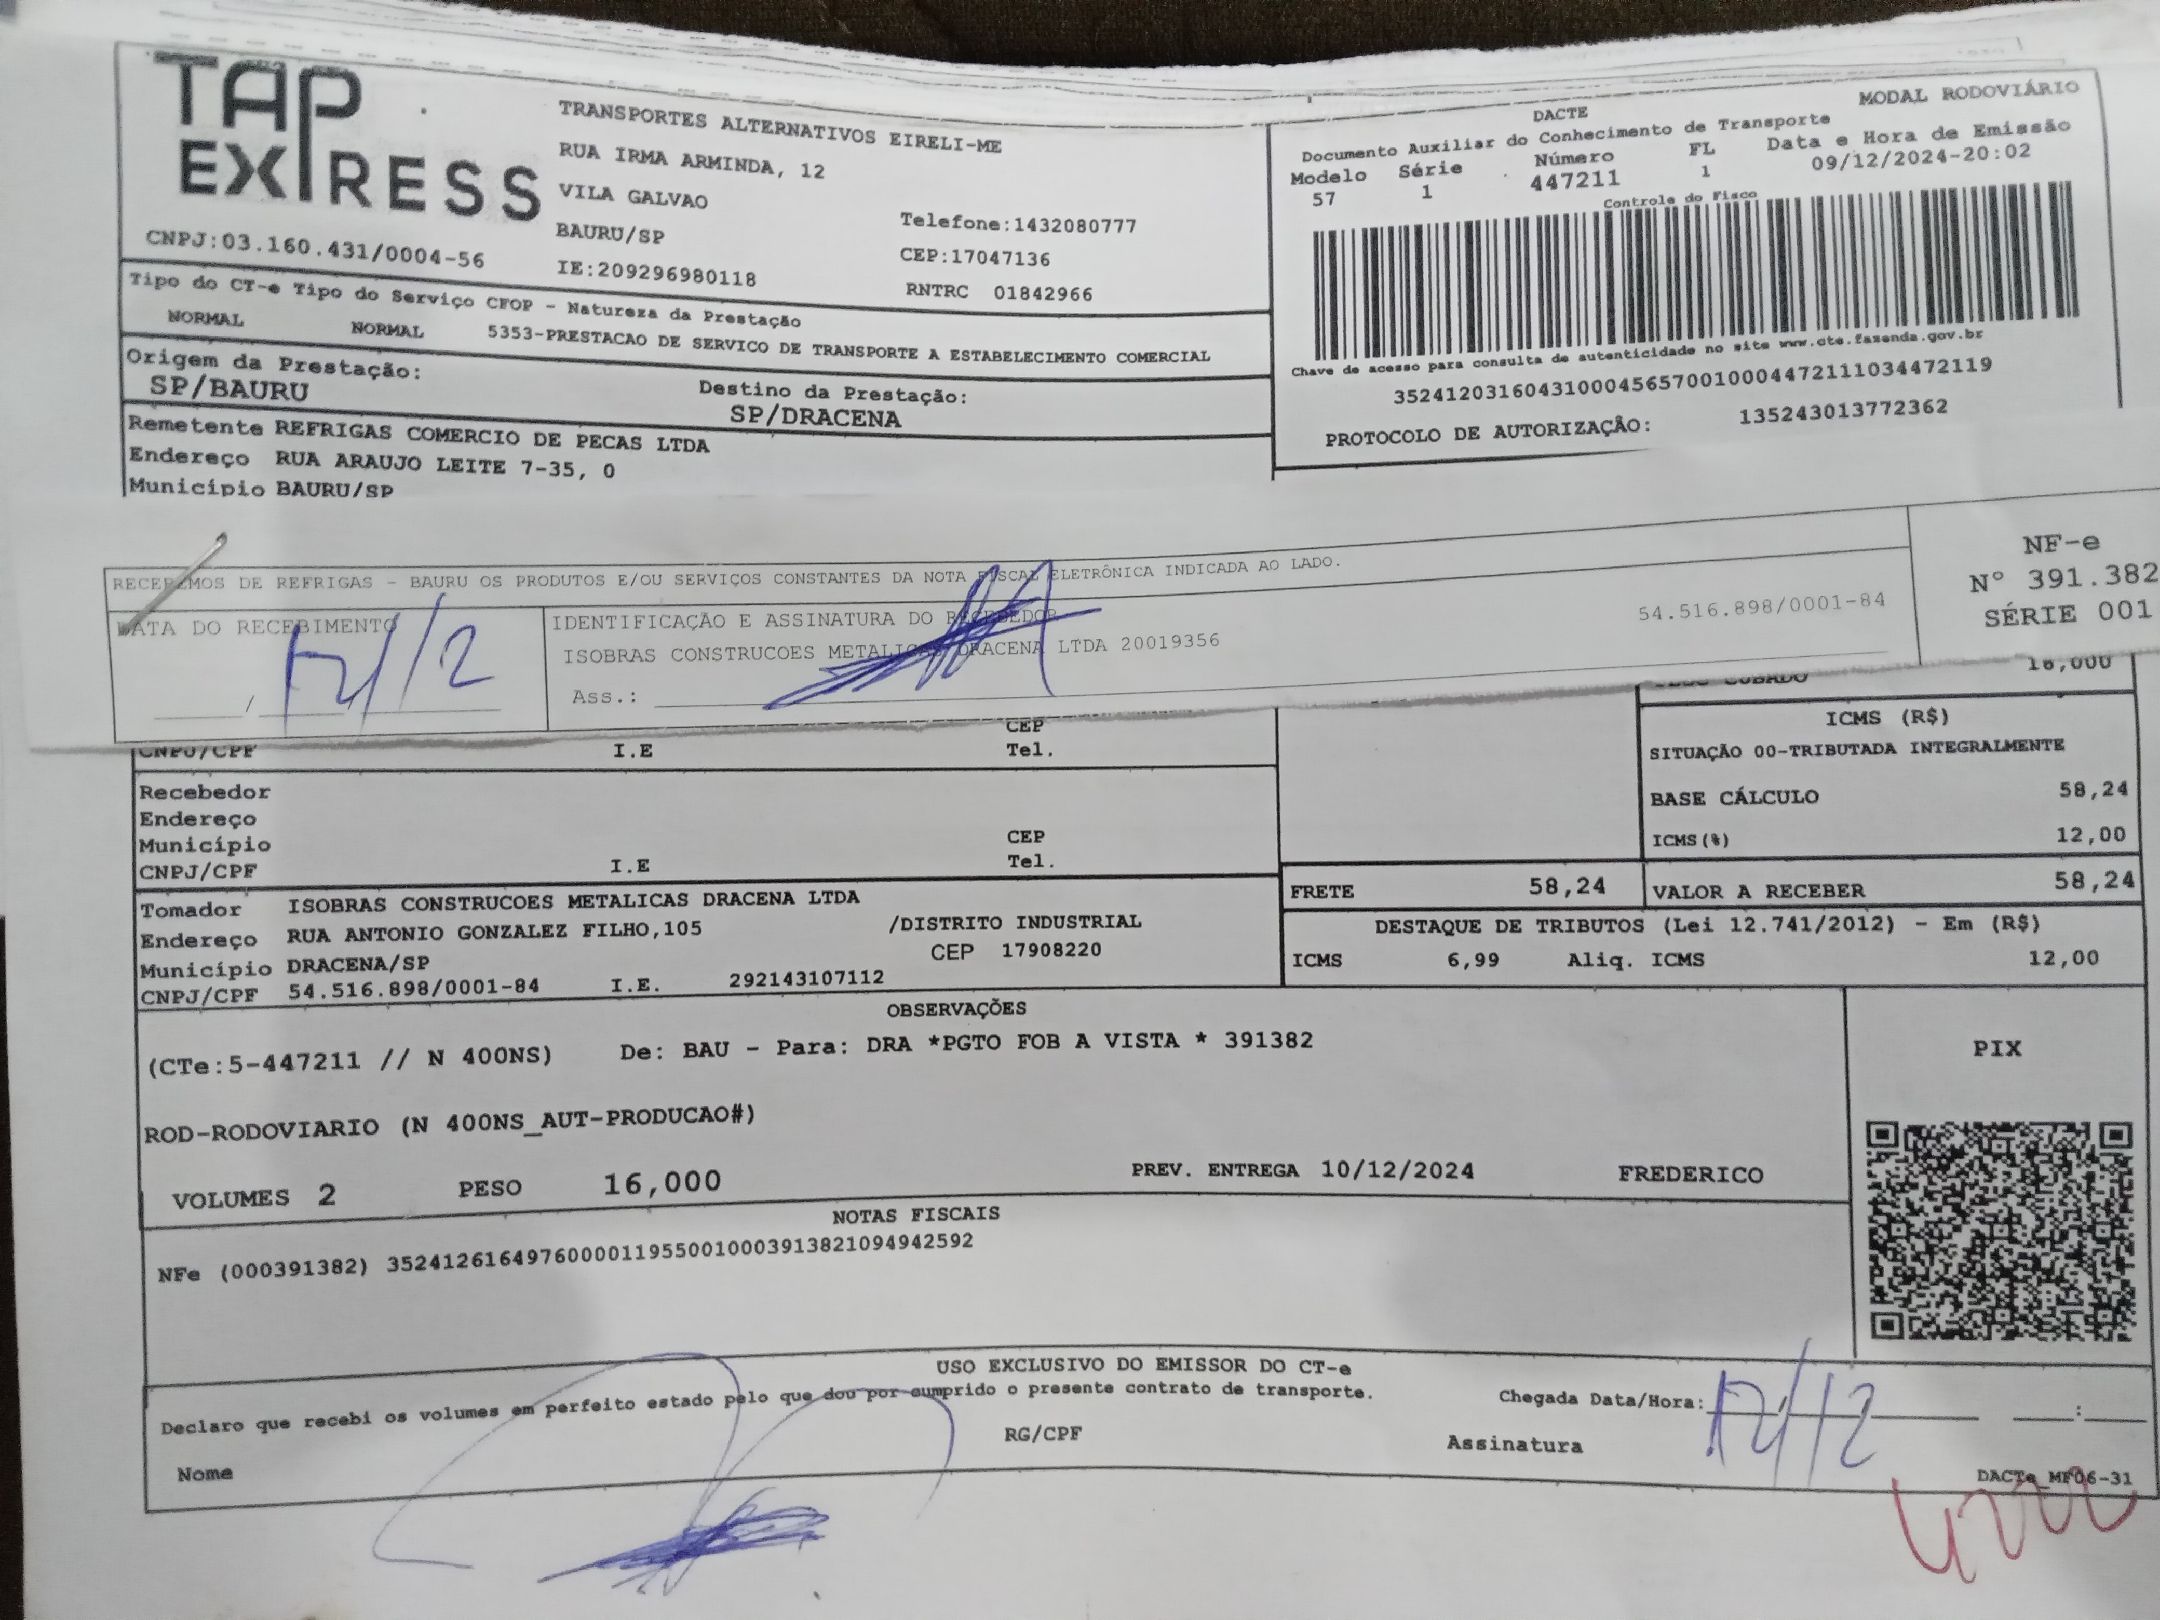 TAP
EXPRESS
CNPJ:03.160.431/0004-56
TRANSPORTES ALTERNATIVOS EIRELI-ME
RUA IRMA ARMINDA, 12
VILA GALVAO
BAURU/SP
IE:209296980118
Telefone:1432080777
CEP:17047136
RNTRC 01842966
DACTE
MODAL RODOVIÁRIO
Documento Auxiliar do Conhecimento de Transporte
Modelo Série Número FL Data e Hora de Emissão
57 1 447211 1 09/12/2024-20:02
Controle do Fisco
Chave de acesso para consulta de autenticidade no site www.cte.fazenda.gov.br
35241203160431000456570010004472111034472119
PROTOCOLO DE AUTORIZAÇÃO: 135243013772362
Tipo do CT-e Tipo do Serviço CFOP - Natureza da Prestação
NORMAL NORMAL 5353-PRESTACAO DE SERVICO DE TRANSPORTE A ESTABELECIMENTO COMERCIAL
Origem da Prestação: Destino da Prestação:
SP/BAURU SP/DRACENA
Remetente REFRIGAS COMERCIO DE PECAS LTDA
Endereço RUA ARAUJO LEITE 7-35, 0
Município BAURU/SP
RECEBEMOS DE REFRIGAS - BAURU OS PRODUTOS E/OU SERVIÇOS CONSTANTES DA NOTA FISCAL ELETRÔNICA INDICADA AO LADO.
DATA DO RECEBIMENTO
12/12
IDENTIFICAÇÃO E ASSINATURA DO RECEBEDOR
ISOBRAS CONSTRUCOES METALICAS DRACENA LTDA 20019356
54.516.898/0001-84
Ass.:
NF-e
Nº 391.382
SÉRIE 001
PESO CUBADO 16,000
CNPJ/CPF I.E
CEP
Tel.
Recebedor
Endereço
Município CEP
CNPJ/CPF I.E Tel.
ICMS (R$)
SITUAÇÃO 00-TRIBUTADA INTEGRALMENTE
BASE CÁLCULO 58,24
ICMS(%) 12,00
FRETE 58,24 VALOR A RECEBER 58,24
Tomador ISOBRAS CONSTRUCOES METALICAS DRACENA LTDA
Endereço RUA ANTONIO GONZALEZ FILHO,105 /DISTRITO INDUSTRIAL
Município DRACENA/SP CEP 17908220
CNPJ/CPF 54.516.898/0001-84 I.E. 292143107112
DESTAQUE DE TRIBUTOS (Lei 12.741/2012) - Em (R$)
ICMS 6,99 Aliq. ICMS 12,00
OBSERVAÇÕES
(CTe:5-447211 // N 400NS) De: BAU - Para: DRA *PGTO FOB A VISTA * 391382
ROD-RODOVIARIO (N 400NS_AUT-PRODUCAO#)
VOLUMES 2 PESO 16,000 PREV. ENTREGA 10/12/2024 FREDERICO
PIX
NOTAS FISCAIS
NFe (000391382) 35241261649760000119550010003913821094942592
USO EXCLUSIVO DO EMISSOR DO CT-e
Declaro que recebi os volumes em perfeito estado pelo que dou por cumprido o presente contrato de transporte.
Chegada Data/Hora: 12/12 :
Nome RG/CPF Assinatura
DACTe_MF06-31